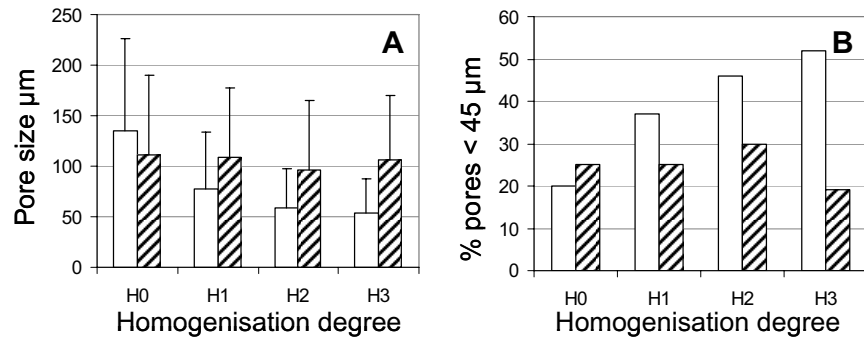 A
Pore size µm
250
200
150
100
50
0
H0 H1 H2 H3
Homogenisation degree
B
% pores < 45 µm
60
50
40
30
20
10
0
H0 H1 H2 H3
Homogenisation degree